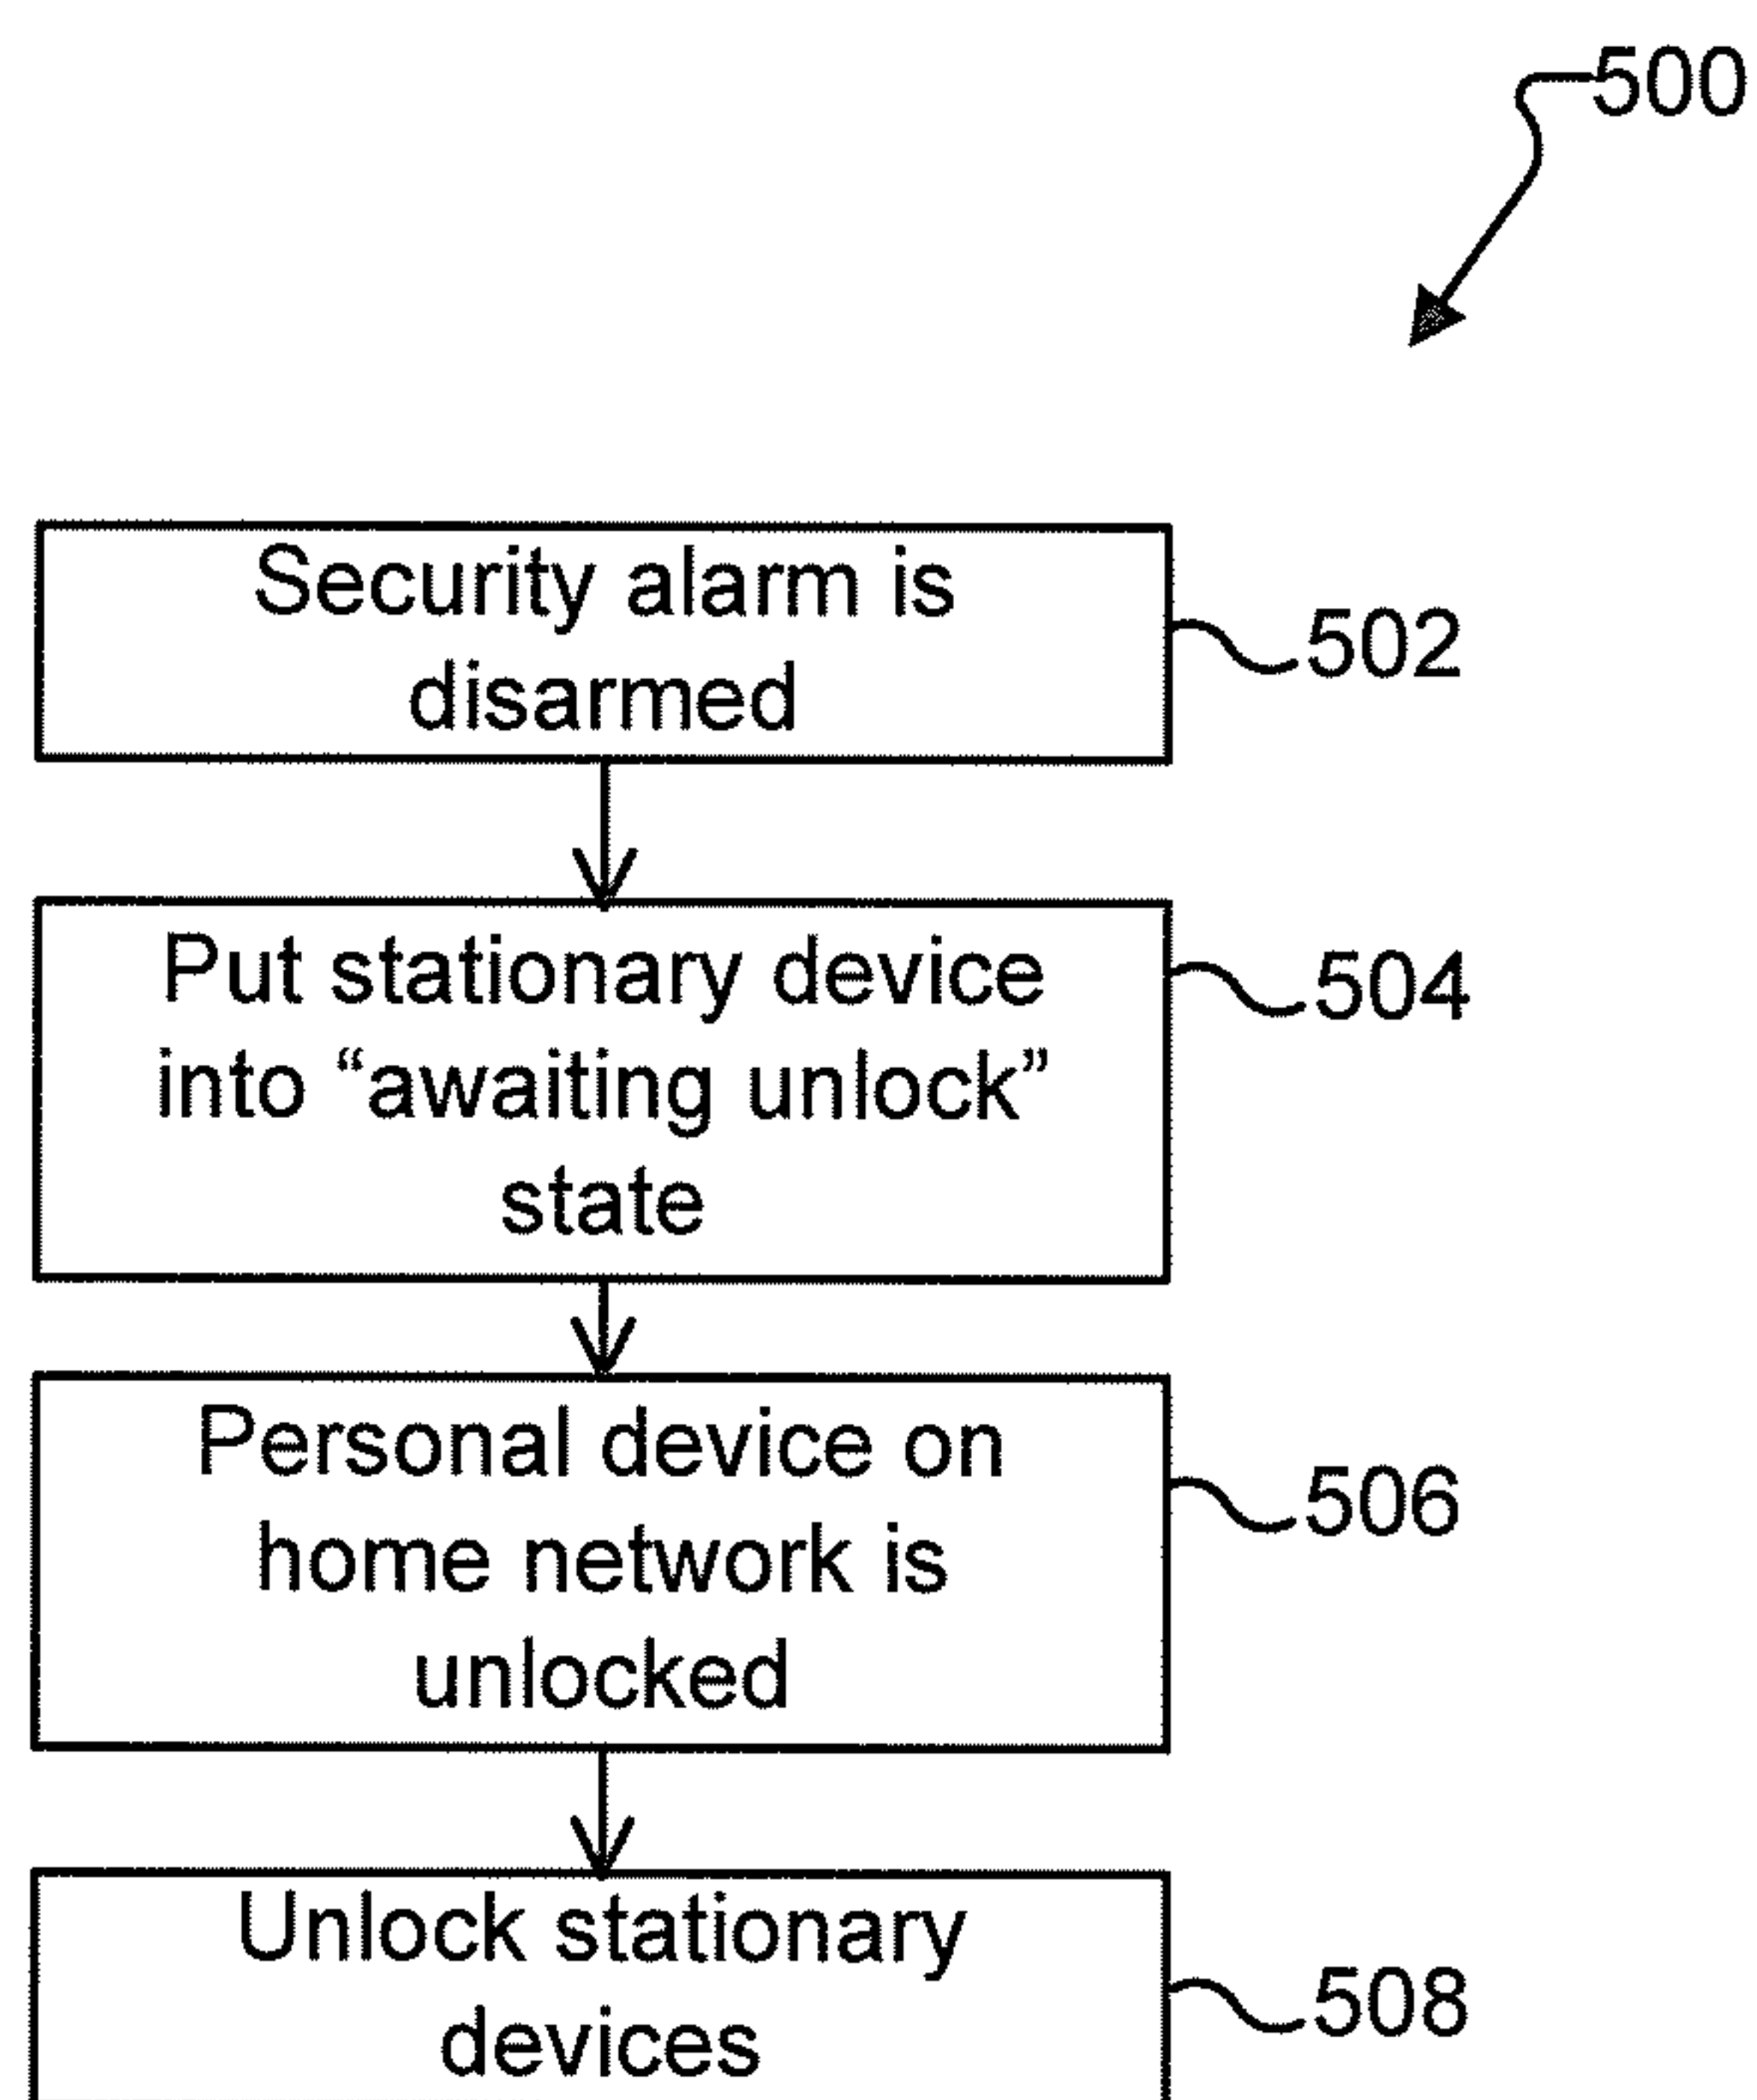 500
Security alarm is
disarmed
502
Put stationary device
into “awaiting unlock”
state
504
Personal device on
home network is
unlocked
506
Unlock stationary
devices
508